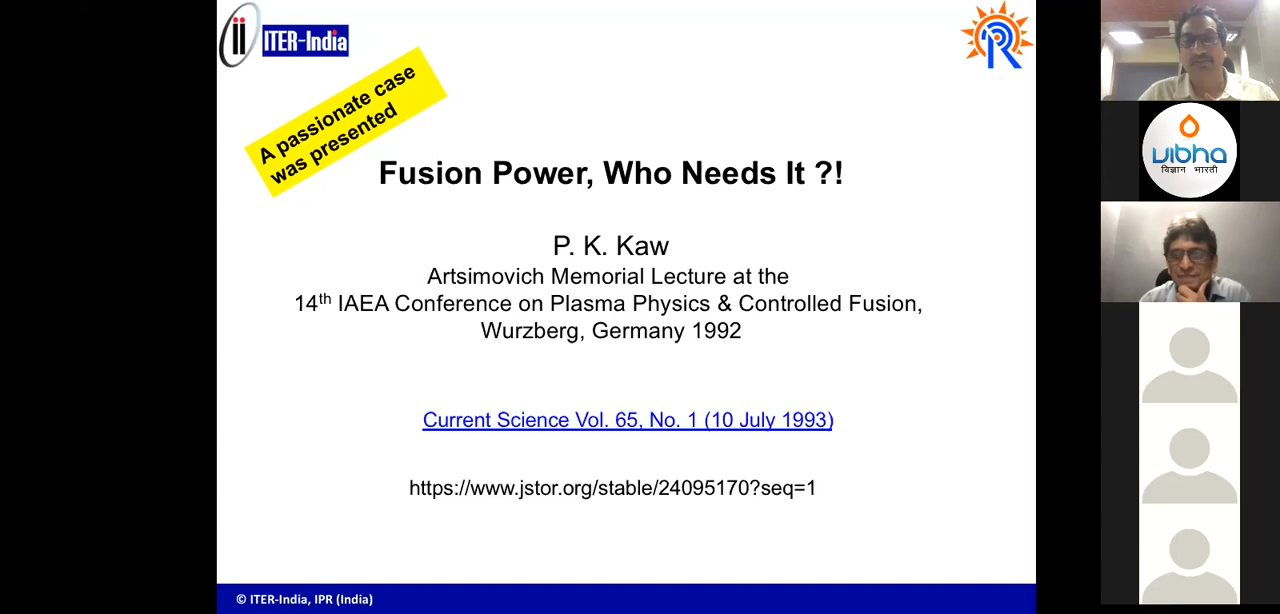 ITER-India
A passionate case
was presented
Fusion Power, Who Needs It ?!
P. K. Kaw
Artsimovich Memorial Lecture at the
14th IAEA Conference on Plasma Physics & Controlled Fusion,
Wurzberg, Germany 1992
Current Science Vol. 65, No. 1 (10 July 1993)
https://www.jstor.org/stable/24095170?seq=1
© ITER-India, IPR (India)
vibha
विज्ञान भारती